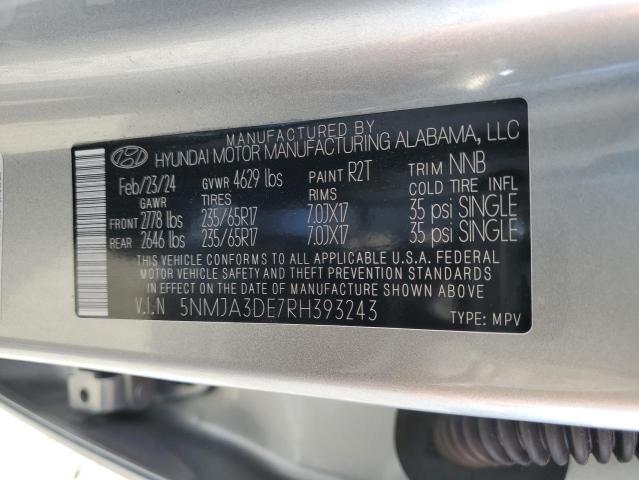 MANUFACTURED BY
HYUNDAI MOTOR MANUFACTURING ALABAMA, LLC
Feb/23/24 GVWR 4629 lbs PAINT R2T TRIM NNB
GAWR TIRES RIMS COLD TIRE INFL
FRONT 2778 lbs 235/65R17 7.0JX17 35 psi SINGLE
REAR 2646 lbs 235/65R17 7.0JX17 35 psi SINGLE
THIS VEHICLE CONFORMS TO ALL APPLICABLE U.S.A. FEDERAL
MOTOR VEHICLE SAFETY AND THEFT PREVENTION STANDARDS
IN EFFECT ON THE DATE OF MANUFACTURE SHOWN ABOVE.
V.I.N 5NMJA3DE7RH393243 TYPE: MPV